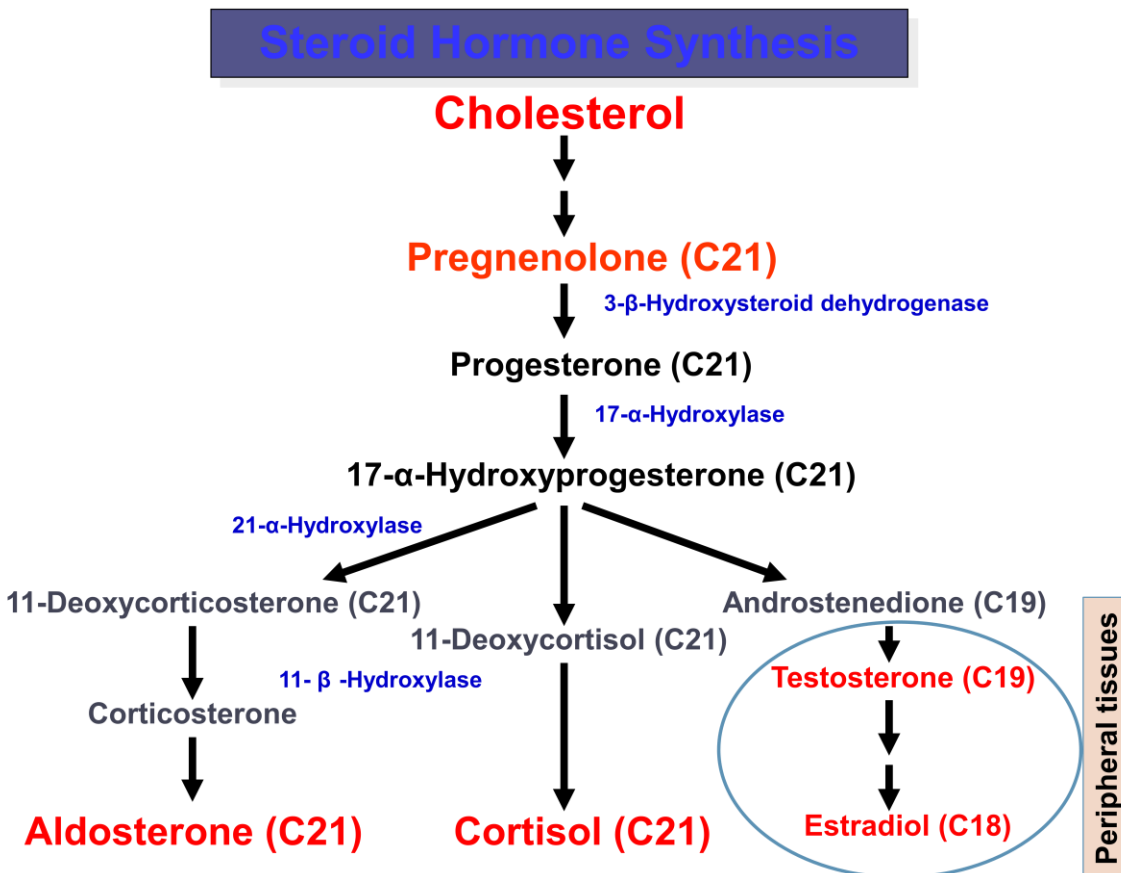 Steroid Hormone Synthesis
Cholesterol
Pregnenolone (C21)
3-β-Hydroxysteroid dehydrogenase
Progesterone (C21)
17-α-Hydroxylase
17-α-Hydroxyprogesterone (C21)
21-α-Hydroxylase
11-Deoxycorticosterone (C21)
Androstenedione (C19)
11-Deoxycortisol (C21)
11- β -Hydroxylase
Testosterone (C19)
Corticosterone
Aldosterone (C21)
Cortisol (C21)
Estradiol (C18)
Peripheral tissues